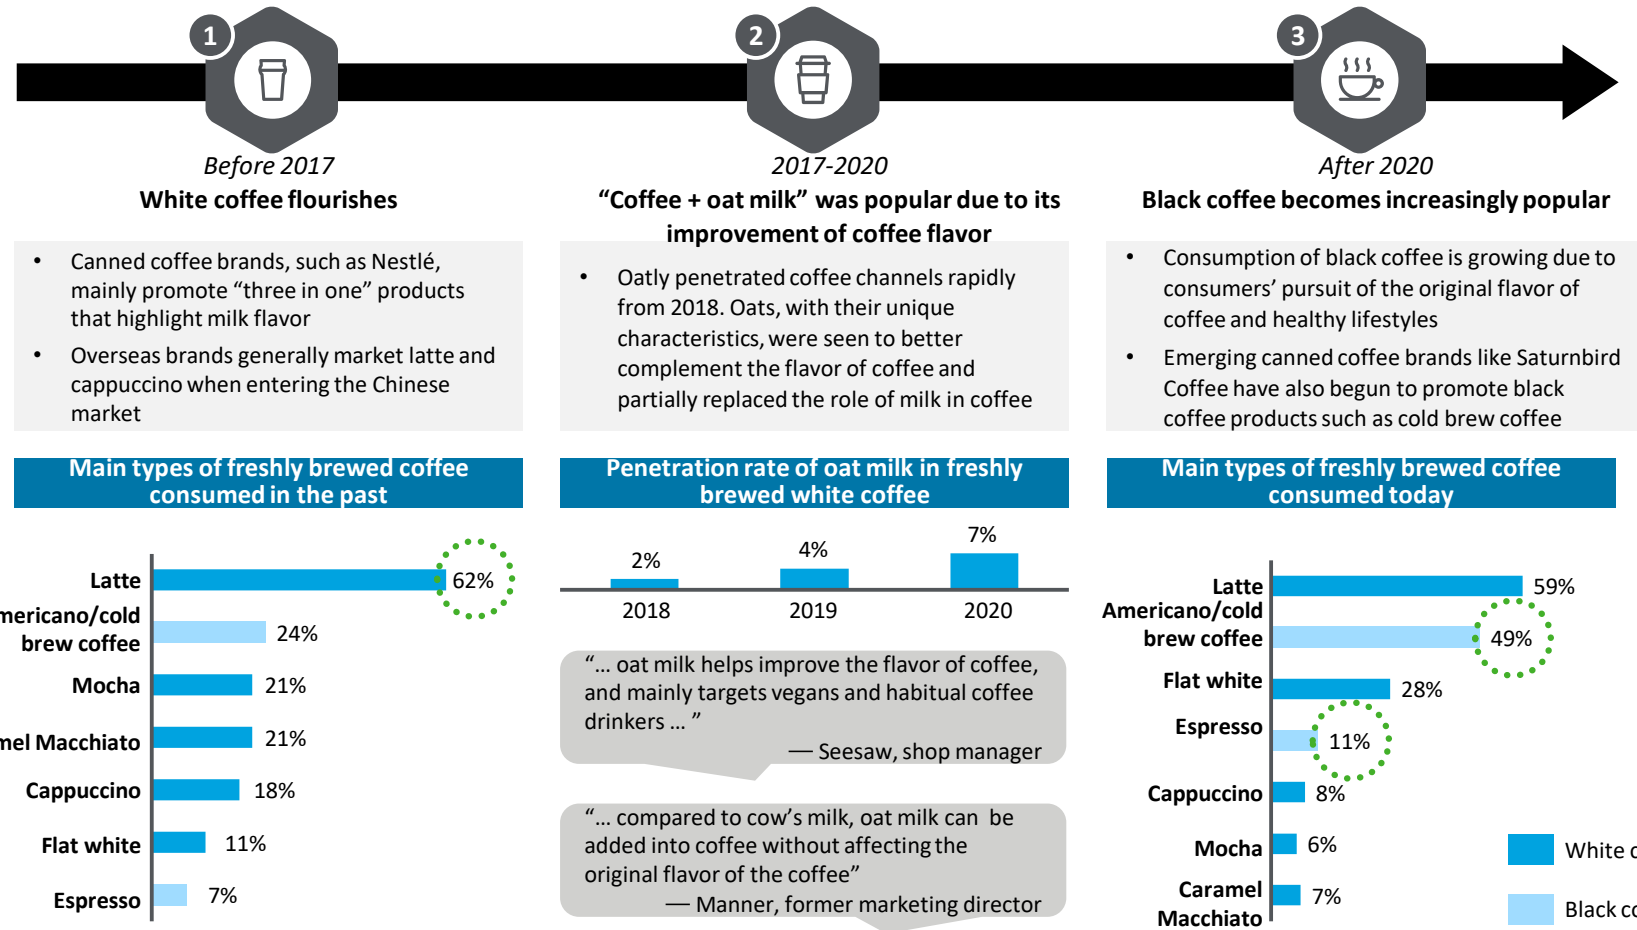 1
2
3
Before 2017
White coffee flourishes
• Canned coffee brands, such as Nestlé,
mainly promote “three in one” products
that highlight milk flavor
• Overseas brands generally market latte and
cappuccino when entering the Chinese
market
2017-2020
“Coffee + oat milk” was popular due to its
improvement of coffee flavor
• Oatly penetrated coffee channels rapidly
from 2018. Oats, with their unique
characteristics, were seen to better
complement the flavor of coffee and
partially replaced the role of milk in coffee
After 2020
Black coffee becomes increasingly popular
• Consumption of black coffee is growing due to
consumers’ pursuit of the original flavor of
coffee and healthy lifestyles
• Emerging canned coffee brands like Saturnbird
Coffee have also begun to promote black
coffee products such as cold brew coffee
Main types of freshly brewed coffee
consumed in the past
Latte 62%
mericano/cold
brew coffee 24%
Mocha 21%
mel Macchiato 21%
Cappuccino 18%
Flat white 11%
Espresso 7%
Penetration rate of oat milk in freshly
brewed white coffee
2% 4% 7%
2018 2019 2020
“... oat milk helps improve the flavor of coffee,
and mainly targets vegans and habitual coffee
drinkers ... ”
— Seesaw, shop manager
“... compared to cow’s milk, oat milk can be
added into coffee without affecting the
original flavor of the coffee”
— Manner, former marketing director
Main types of freshly brewed coffee
consumed today
Latte 59%
Americano/cold
brew coffee 49%
Flat white 28%
Espresso 11%
Cappuccino 8%
Mocha 6%
Caramel
Macchiato 7%
White c
Black co